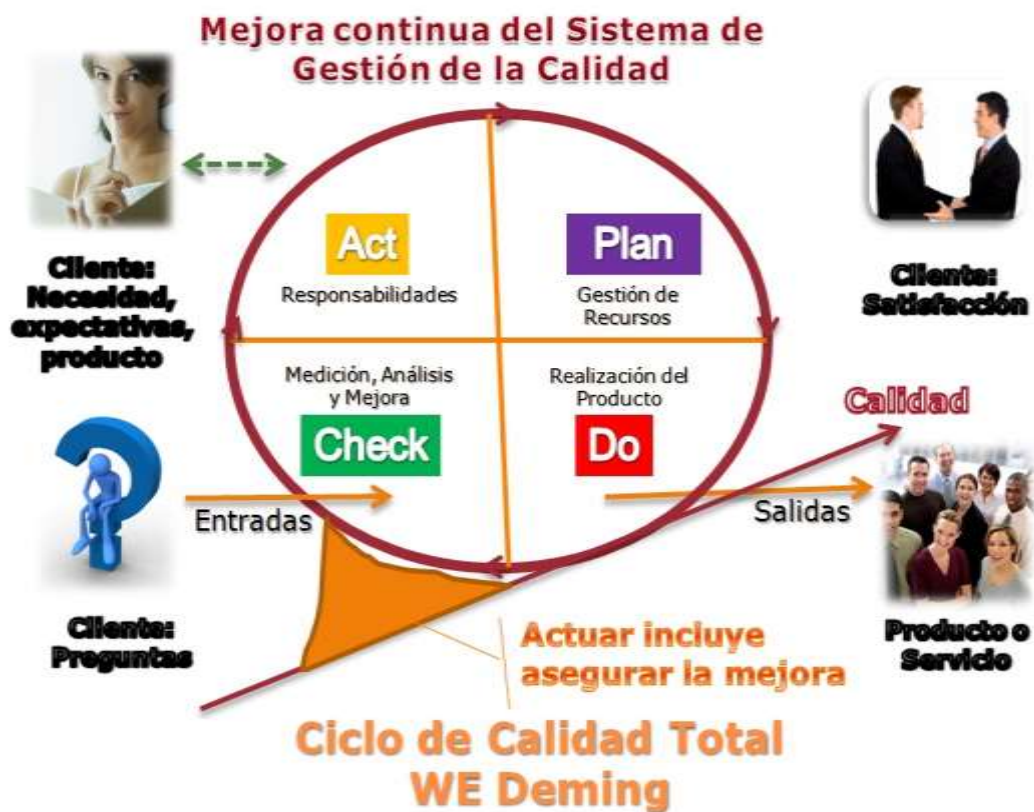 Mejora continua del Sistema de
Gestión de la Calidad
Cliente:
Necesidad,
expectativas,
producto
Act
Responsabilidades
Plan
Gestión de
Recursos
Cliente:
Satisfacción
Medición, Análisis
y Mejora
Check
Realización del
Producto
Do
Calidad
Entradas
Salidas
Cliente:
Preguntas
Producto o
Servicio
Actuar incluye
asegurar la mejora
Ciclo de Calidad Total
WE Deming